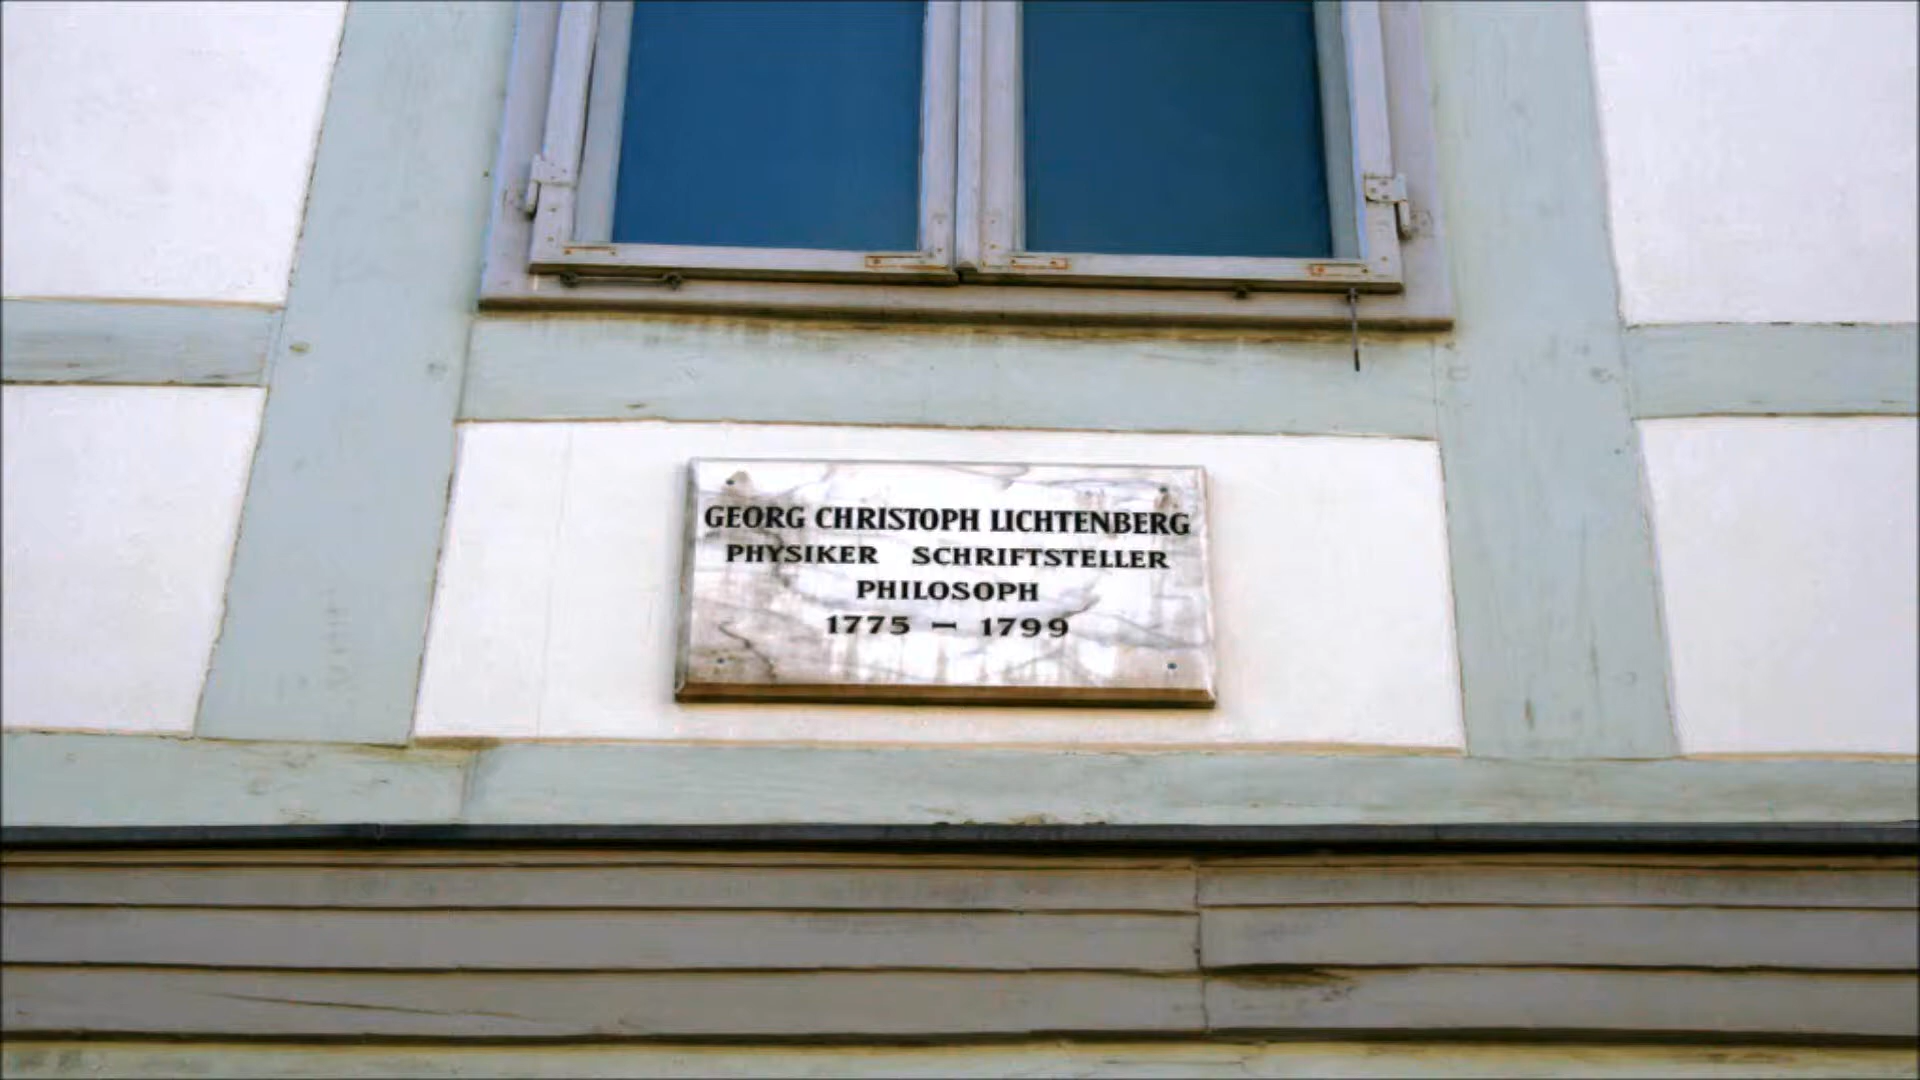 GEORG CHRISTOPH LICHTENBERG
PHYSIKER SCHRIFTSTELLER
PHILOSOPH
1775 – 1799